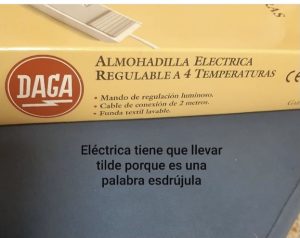 DAGA
ALMOHADILLA ELECTRICA
REGULABLE A 4 TEMPERATURAS
• Mando de regulación luminoso.
• Cable de conexión de 2 metros.
• Funda textil lavable.
CE
Eléctrica tiene que llevar
tilde porque es una
palabra esdrújula